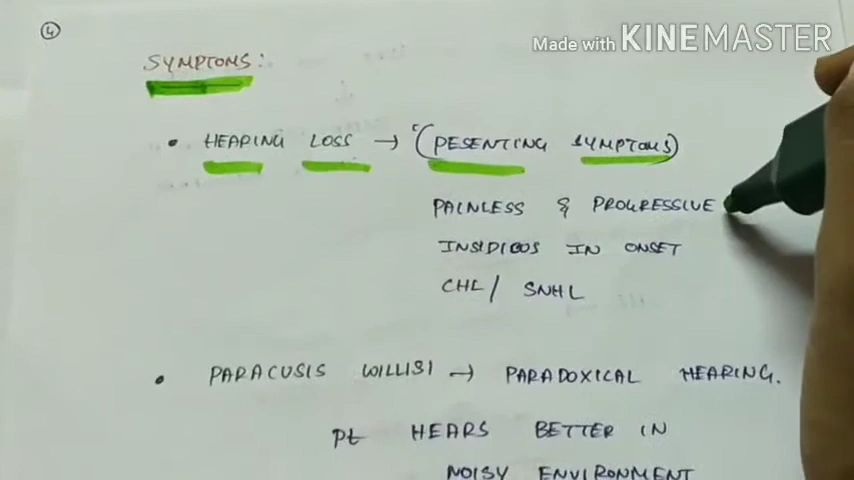 4
Made with KINEMASTER
SYMPTOMS:
• HEARING LOSS → (PESENTING SYMPTOMS)
PAINLESS & PROGRESSIVE
INSIDIOS IN ONSET
CHL/ SNHL
• PARACUSIS WILLISI → PARADOXICAL HEARING.
Pt HEARS BETTER IN
NOISY ENVIRONMENT